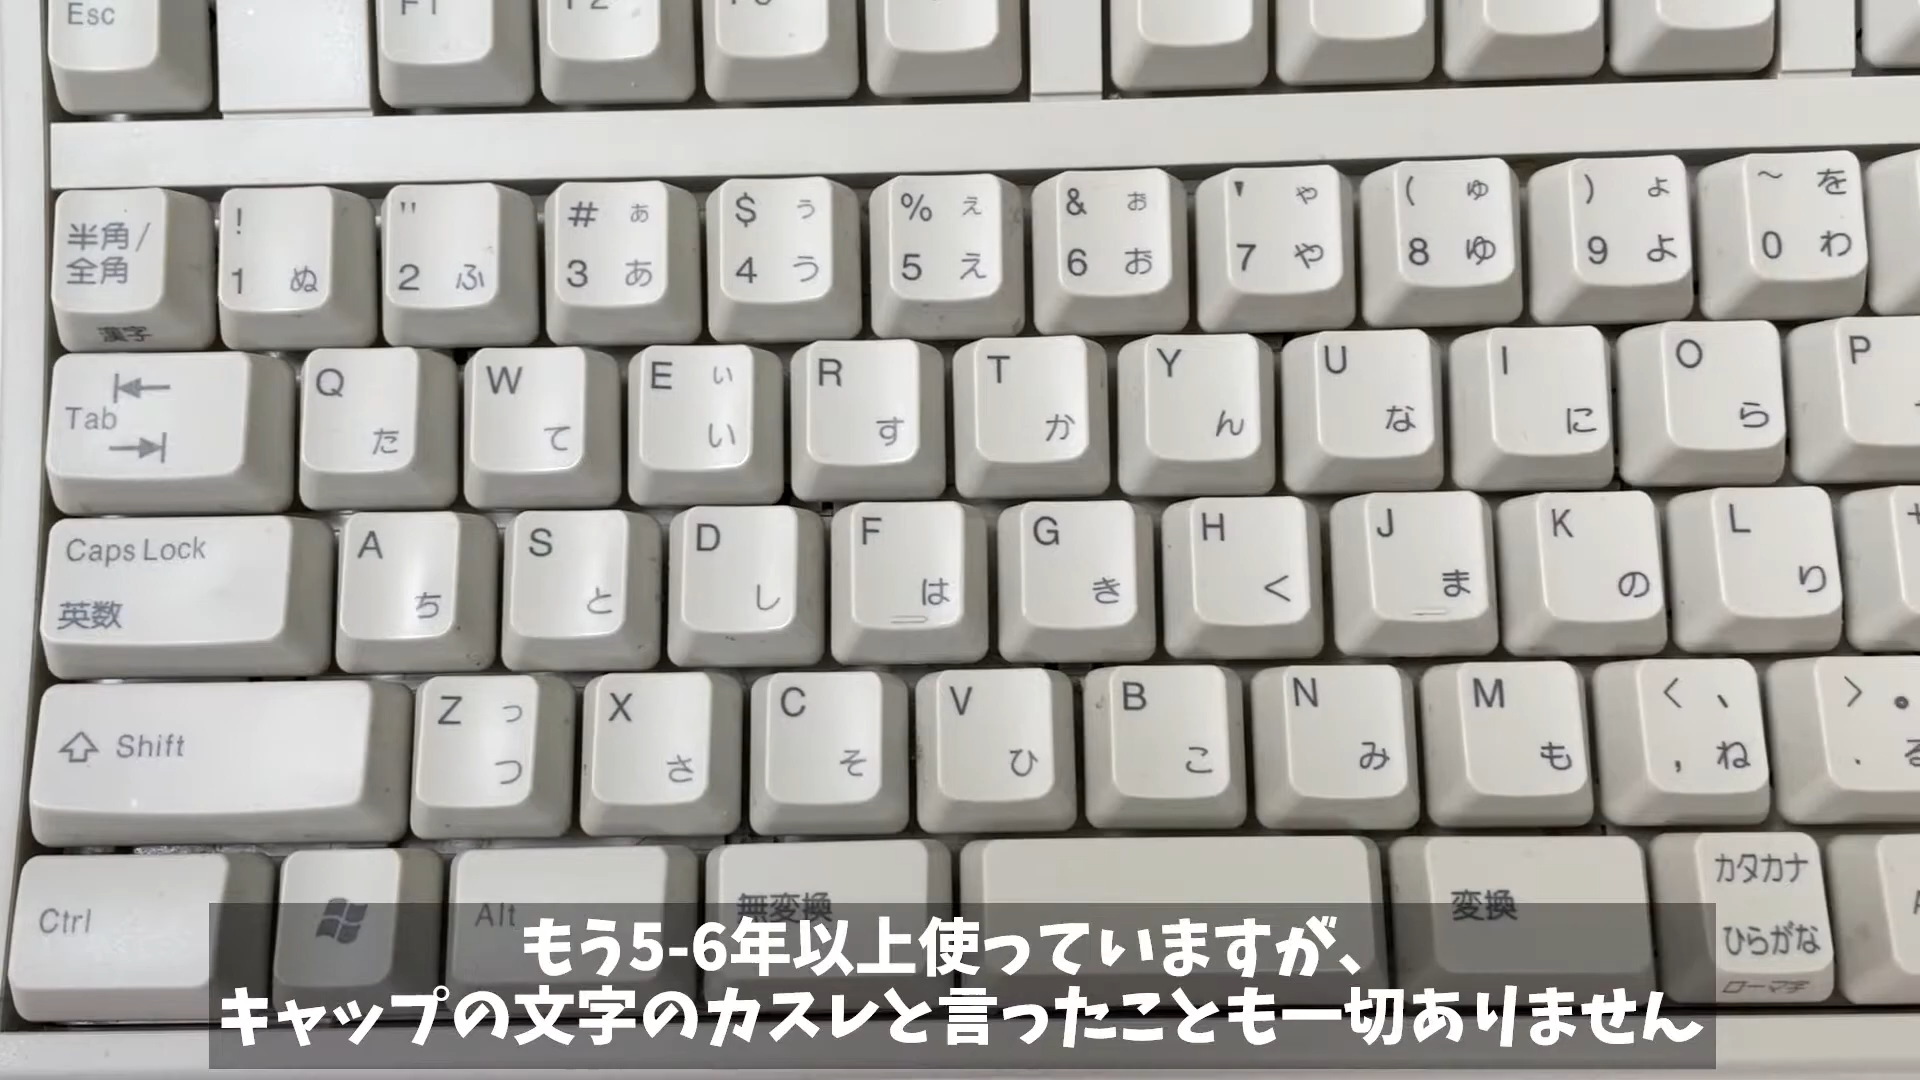 Esc F1
半角/ ! " # ぁ $ ぅ % ぇ & ぉ ' ゃ ( ゅ ) ょ ~ を
全角 1 ぬ 2 ふ 3 あ 4 う 5 え 6 お 7 や 8 ゆ 9 よ 0 わ
漢字
Q W E ぃ R T Y U I O P
Tab た て い す か ん な に ら
Caps Lock A S D F G H J K L
英数 ち と し は き く ま の り
Shift Z っ X C V B N M < 、 > 。
つ さ そ ひ こ み も , ね . る
Ctrl Alt 無変換 変換 カタカナ
ひらがな
ローマ字
もう5-6年以上使っていますが、
キャップの文字のカスレと言ったことも一切ありません